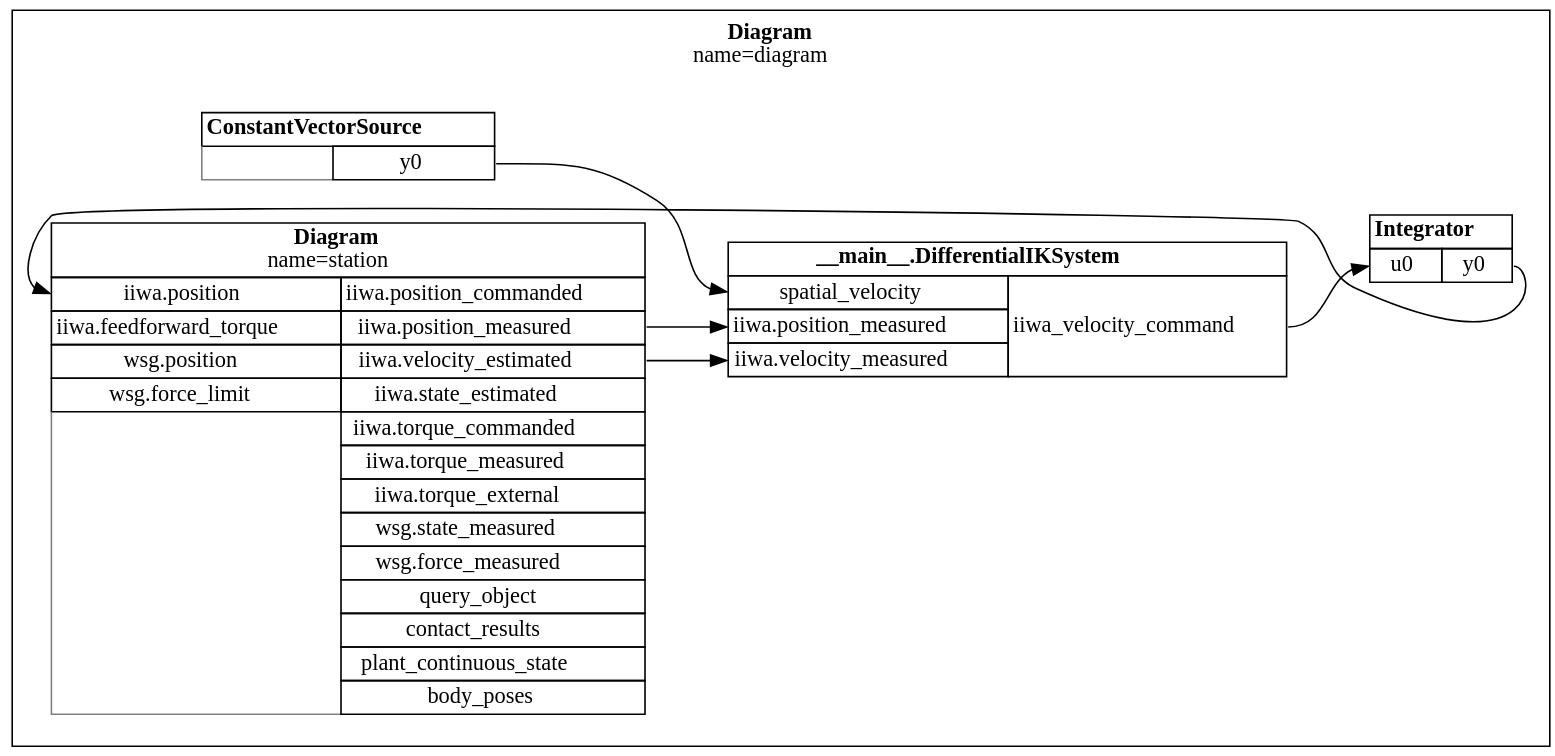 Diagram
name=diagram
ConstantVectorSource
y0
Diagram
name=station
iiwa.position
iiwa.feedforward_torque
wsg.position
wsg.force_limit
iiwa.position_commanded
iiwa.position_measured
iiwa.velocity_estimated
iiwa.state_estimated
iiwa.torque_commanded
iiwa.torque_measured
iiwa.torque_external
wsg.state_measured
wsg.force_measured
query_object
contact_results
plant_continuous_state
body_poses
__main__.DifferentialIKSystem
spatial_velocity
iiwa.position_measured
iiwa.velocity_measured
iiwa_velocity_command
Integrator
u0
y0